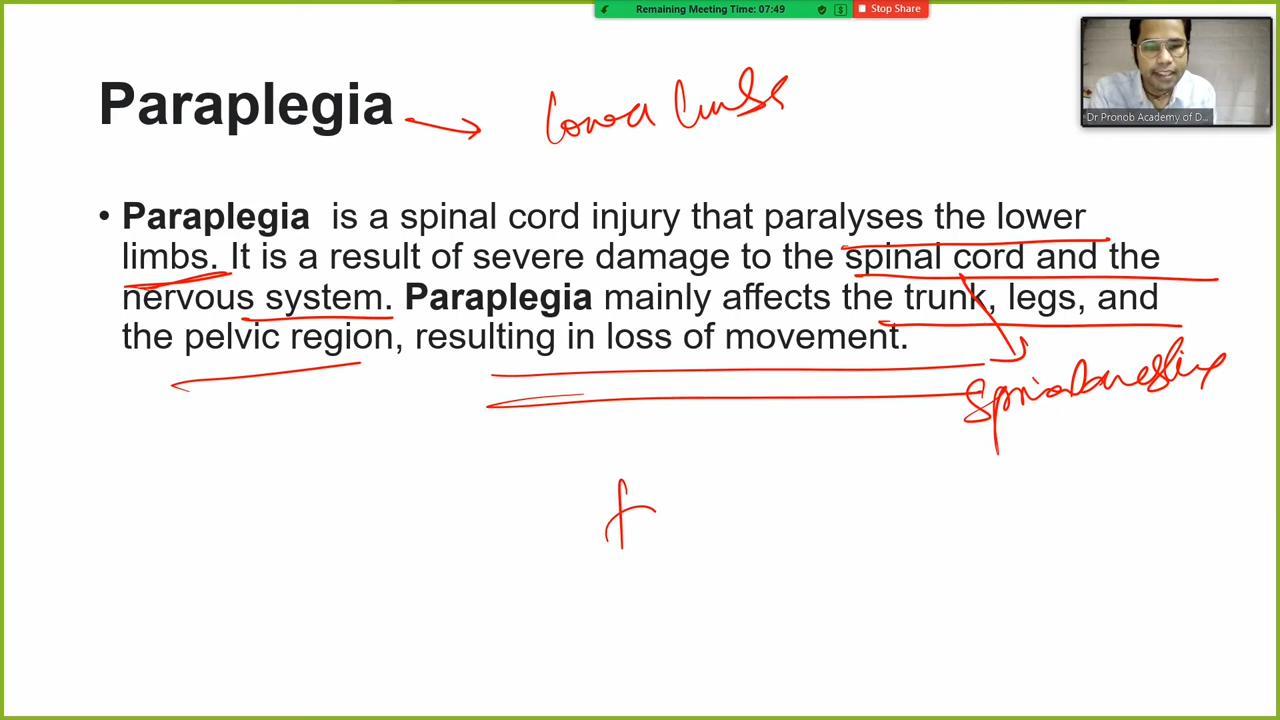 Remaining Meeting Time: 07:49
Stop Share
Dr Pronob Academy of D...
Paraplegia
lower limbs
• Paraplegia is a spinal cord injury that paralyses the lower
limbs. It is a result of severe damage to the spinal cord and the
nervous system. Paraplegia mainly affects the trunk, legs, and
the pelvic region, resulting in loss of movement.